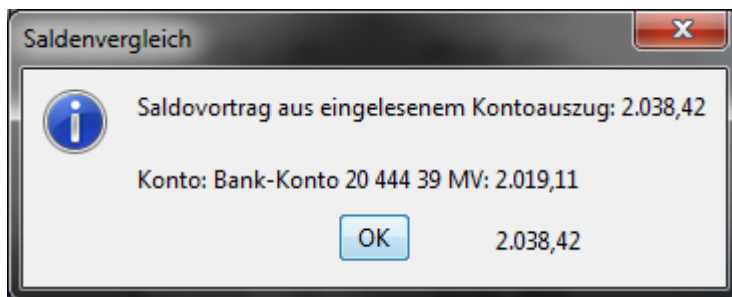 Saldenvergleich
Saldovortrag aus eingelesenem Kontoauszug: 2.038,42
Konto: Bank-Konto 20 444 39 MV: 2.019,11
OK
2.038,42